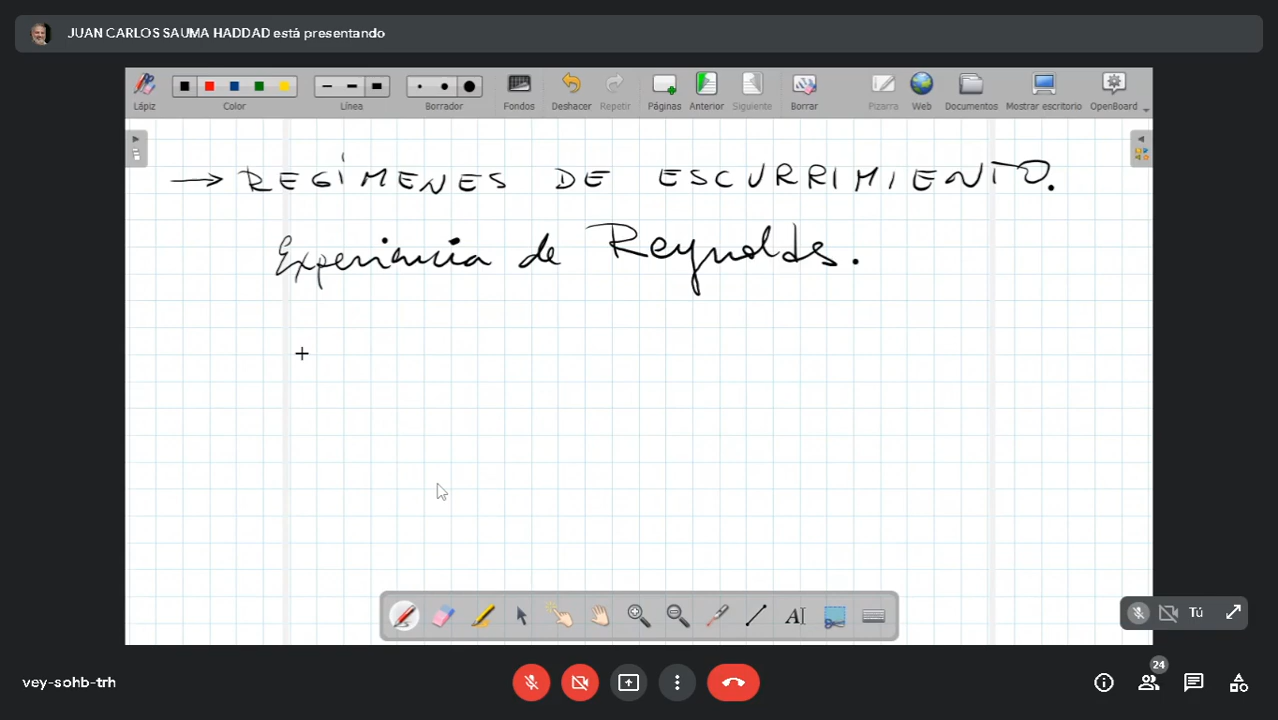 JUAN CARLOS SAUMA HADDAD está presentando
Lápiz Color Línea Borrador Fondos Deshacer Repetir Páginas Anterior Siguiente Borrar Pizarra Web Documentos Mostrar escritorio OpenBoard
→ REGÍMENES DE ESCURRIMIENTO.
Experiencia de Reynolds.
Tú
vey-sohb-trh
24